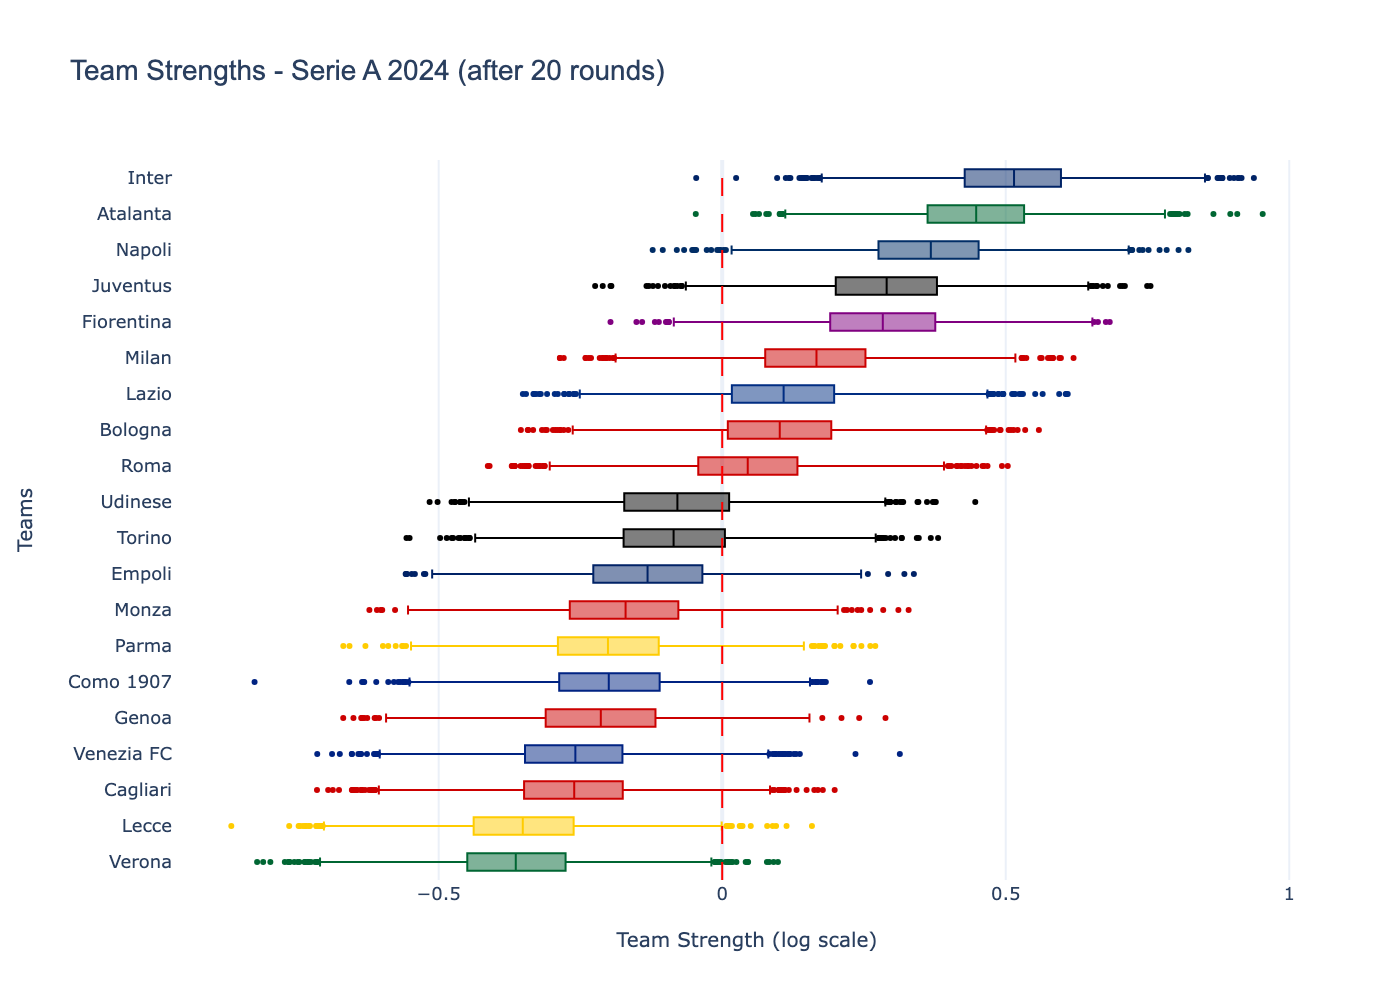 Team Strengths - Serie A 2024 (after 20 rounds)
Inter
Atalanta
Napoli
Juventus
Fiorentina
Milan
Lazio
Bologna
Roma
Udinese
Torino
Empoli
Monza
Parma
Como 1907
Genoa
Venezia FC
Cagliari
Lecce
Verona
Teams
−0.5 0 0.5 1
Team Strength (log scale)